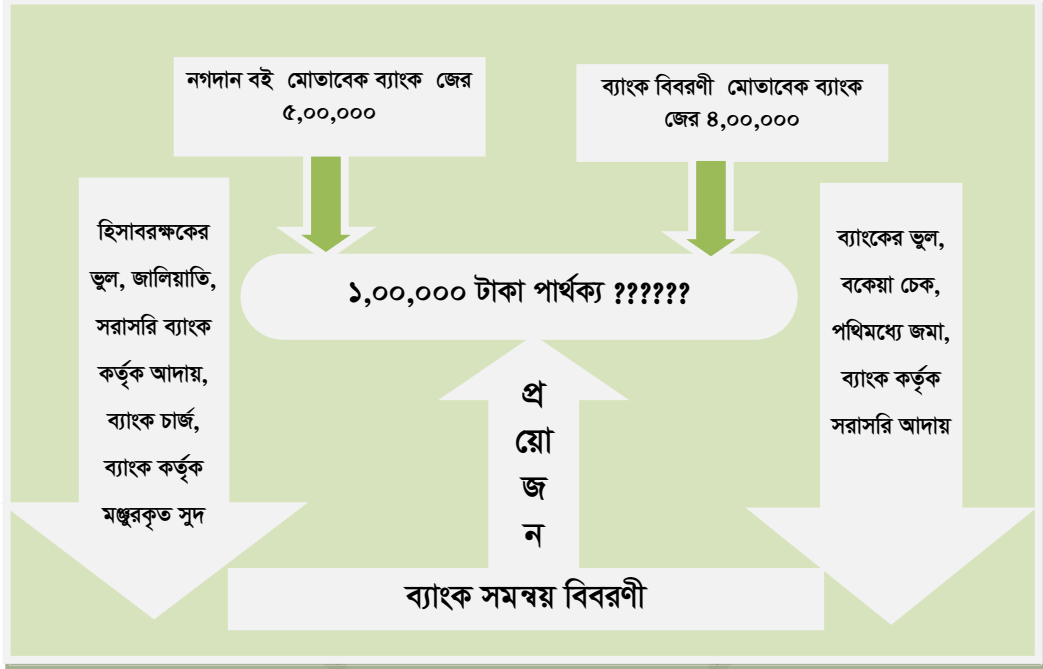 নগদান বই মোতাবেক ব্যাংক জের
৫,০০,০০০
ব্যাংক বিবরণী মোতাবেক ব্যাংক
জের ৪,০০,০০০
হিসাবরক্ষকের
ভুল, জালিয়াতি,
সরাসরি ব্যাংক
কর্তৃক আদায়,
ব্যাংক চার্জ,
ব্যাংক কর্তৃক
মঞ্জুরকৃত সুদ
১,০০,০০০ টাকা পার্থক্য ??????
ব্যাংকের ভুল,
বকেয়া চেক,
পথিমধ্যে জমা,
ব্যাংক কর্তৃক
সরাসরি আদায়
প্র
য়ো
জ
ন
ব্যাংক সমন্বয় বিবরণী